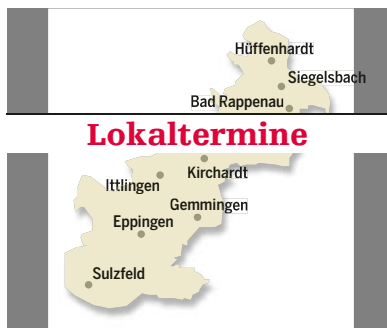 Hüffenhardt
Siegelsbach
Bad Rappenau
Lokaltermine
Kirchardt
Ittlingen
Gemmingen
Eppingen
Sulzfeld